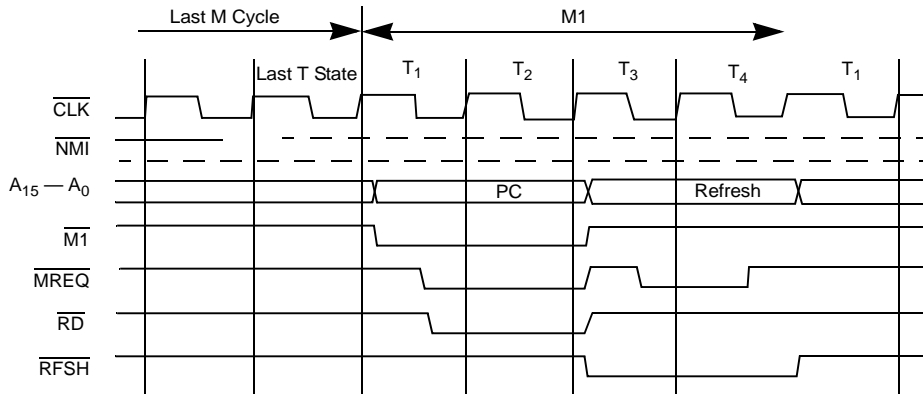 Last M Cycle M1
Last T State T1 T2 T3 T4 T1
CLK
NMI
A15 — A0 PC Refresh
M1
MREQ
RD
RFSH